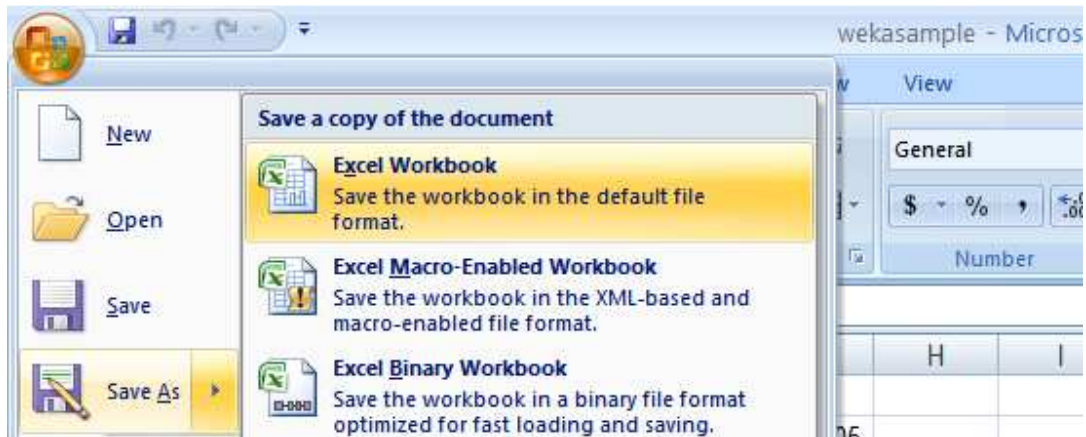 wekasample - Micros
View
New
Save a copy of the document
General
Excel Workbook
Save the workbook in the default file
format.
Open
$ % ,
Number
Excel Macro-Enabled Workbook
Save the workbook in the XML-based and
macro-enabled file format.
Save
H I
Excel Binary Workbook
Save As
Save the workbook in a binary file format
optimized for fast loading and saving.